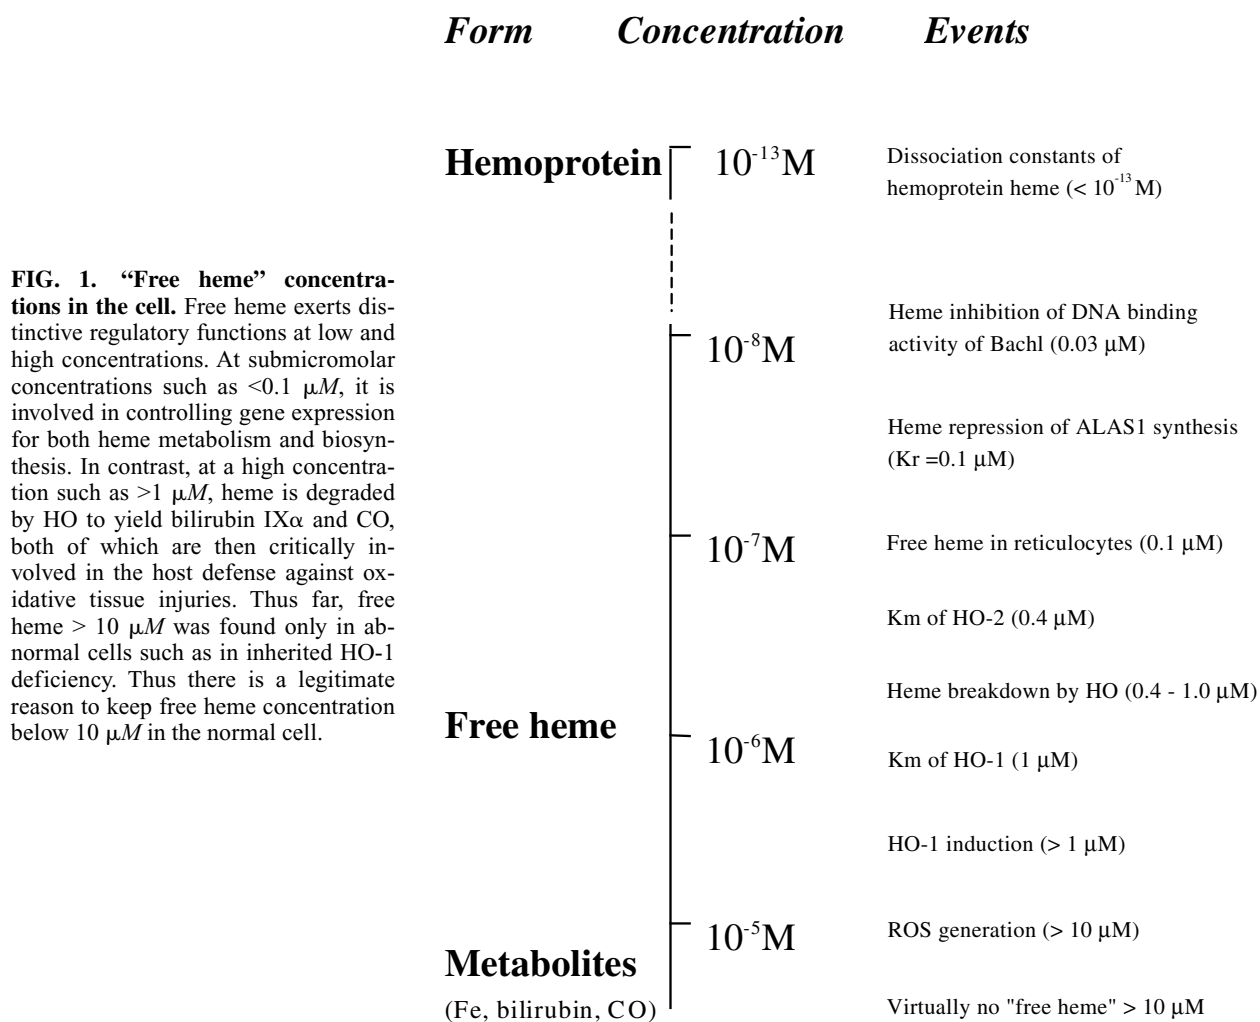 Form Concentration Events
Hemoprotein 10⁻¹³M
Dissociation constants of
hemoprotein heme (< 10⁻¹³ M)
FIG. 1. “Free heme” concentra-
tions in the cell. Free heme exerts dis-
tinctive regulatory functions at low and
high concentrations. At submicromolar
concentrations such as <0.1 μM, it is
involved in controlling gene expression
for both heme metabolism and biosyn-
thesis. In contrast, at a high concentra-
tion such as >1 μM, heme is degraded
by HO to yield bilirubin IXα and CO,
both of which are then critically in-
volved in the host defense against ox-
idative tissue injuries. Thus far, free
heme > 10 μM was found only in ab-
normal cells such as in inherited HO-1
deficiency. Thus there is a legitimate
reason to keep free heme concentration
below 10 μM in the normal cell.
10⁻⁸M
Heme inhibition of DNA binding
activity of Bachl (0.03 μM)
Heme repression of ALAS1 synthesis
(Kr =0.1 μM)
10⁻⁷M
Free heme in reticulocytes (0.1 μM)
Km of HO-2 (0.4 μM)
Heme breakdown by HO (0.4 - 1.0 μM)
Free heme
10⁻⁶M
Km of HO-1 (1 μM)
HO-1 induction (> 1 μM)
10⁻⁵M
ROS generation (> 10 μM)
Metabolites
(Fe, bilirubin, CO)
Virtually no "free heme" > 10 μM